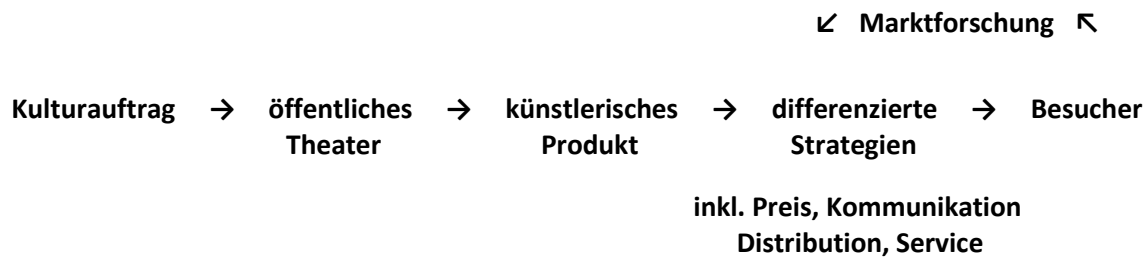 ↙ Marktforschung ↖
Kulturauftrag → öffentliches → künstlerisches → differenzierte → Besucher
Theater Produkt Strategien
inkl. Preis, Kommunikation
Distribution, Service